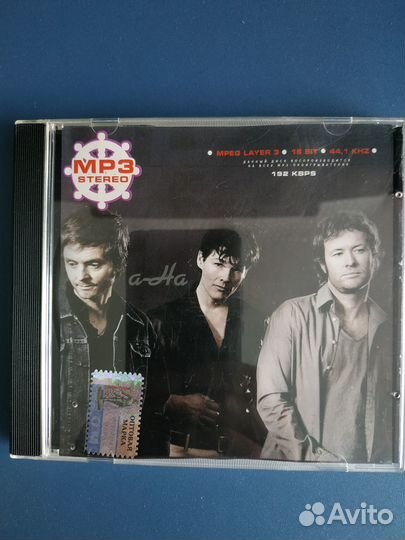 MP3
STEREO
• MPEG LAYER 3 • 16 BIT • 44,1 KHZ •
ДАННЫЙ ДИСК ВОСПРОИЗВОДИТСЯ
НА ВСЕХ MP3-ПРОИГРЫВАТЕЛЯХ
192 KBPS
a-Ha
ОПТОВАЯ
МАРКА
Avito